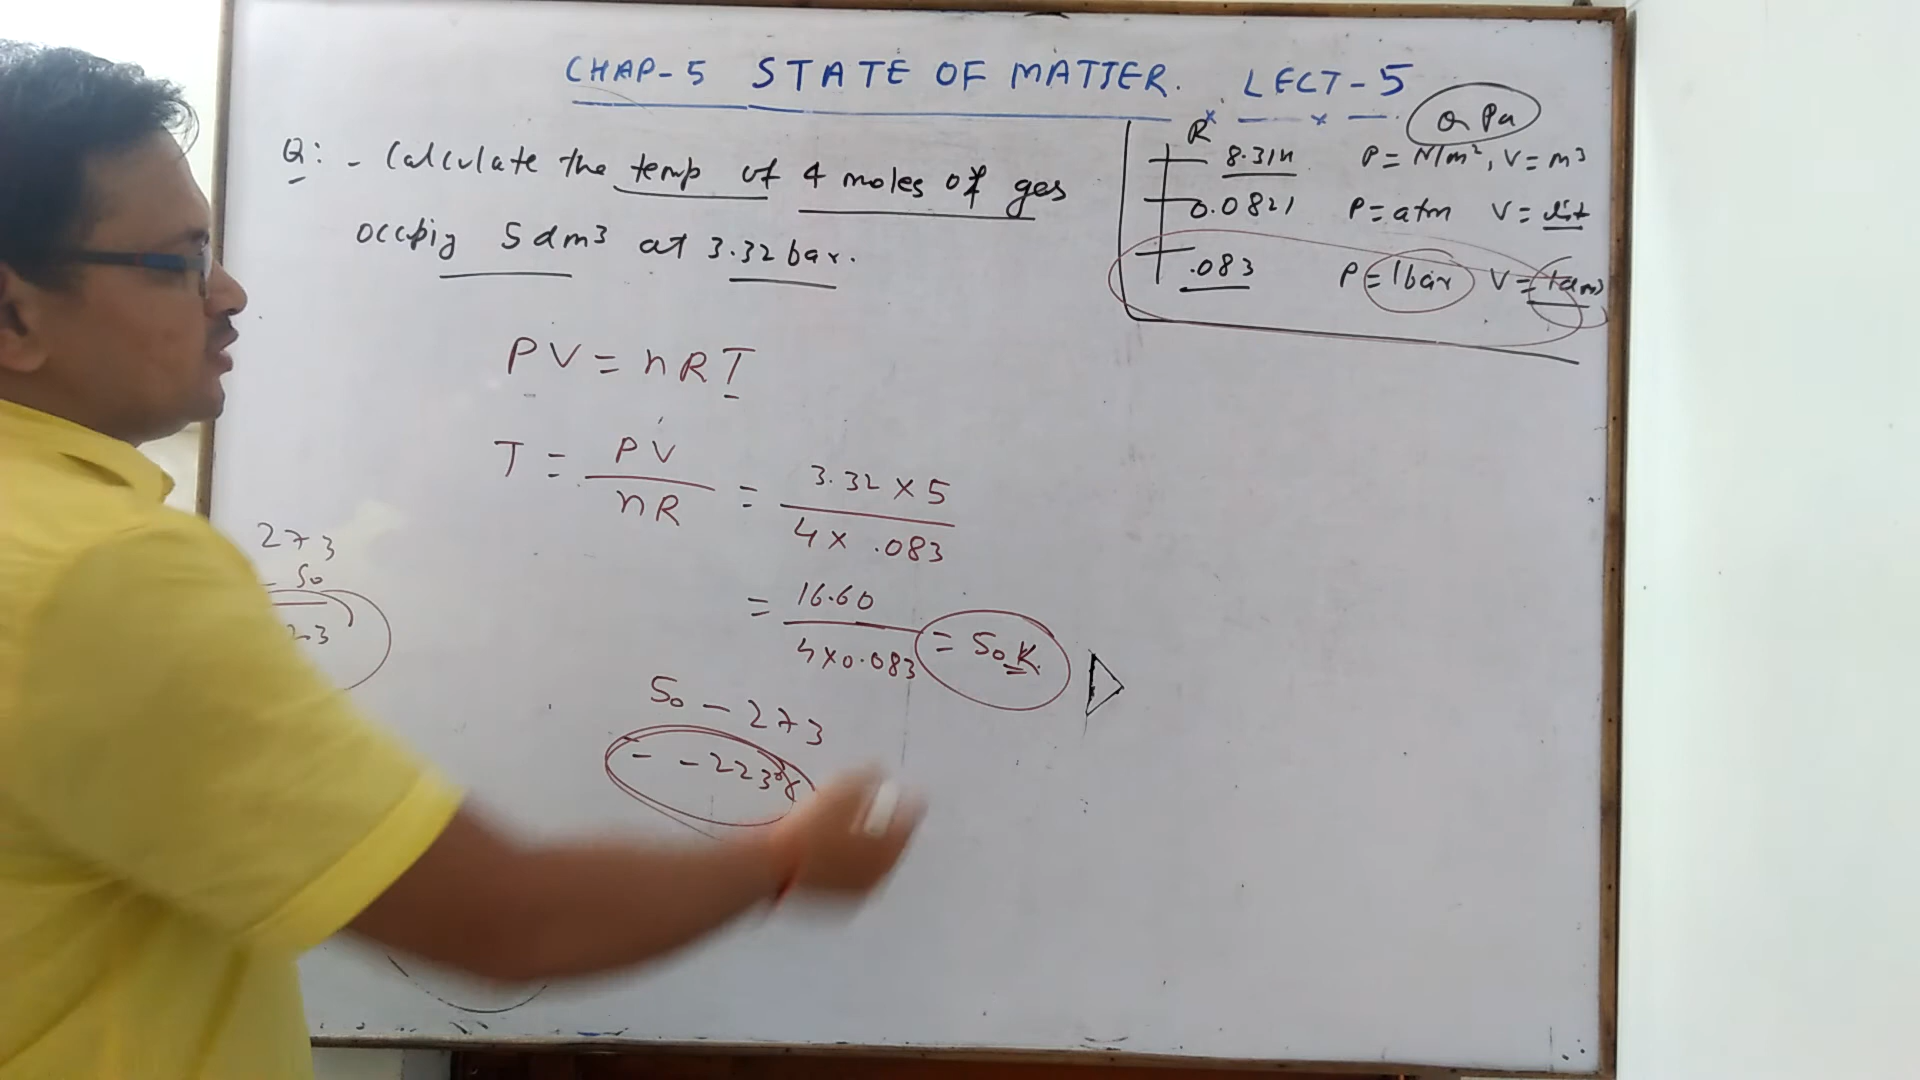 CHAP-5 STATE OF MATTER. LECT-5
Q: - Calculate the temp of 4 moles of gas
occupig 5 dm3 at 3.32 bar.
R
or Pa
8.314 P = N/m², V = m3
0.0821 P = atm V = lit
.083 P = 1bar V = 1dm3
PV = nRT
T = PV / nR = 3.32 × 5 / 4 × .083
= 16.60 / 4×0.083 = 50 K.
50 - 273
- -223°
273
- 50